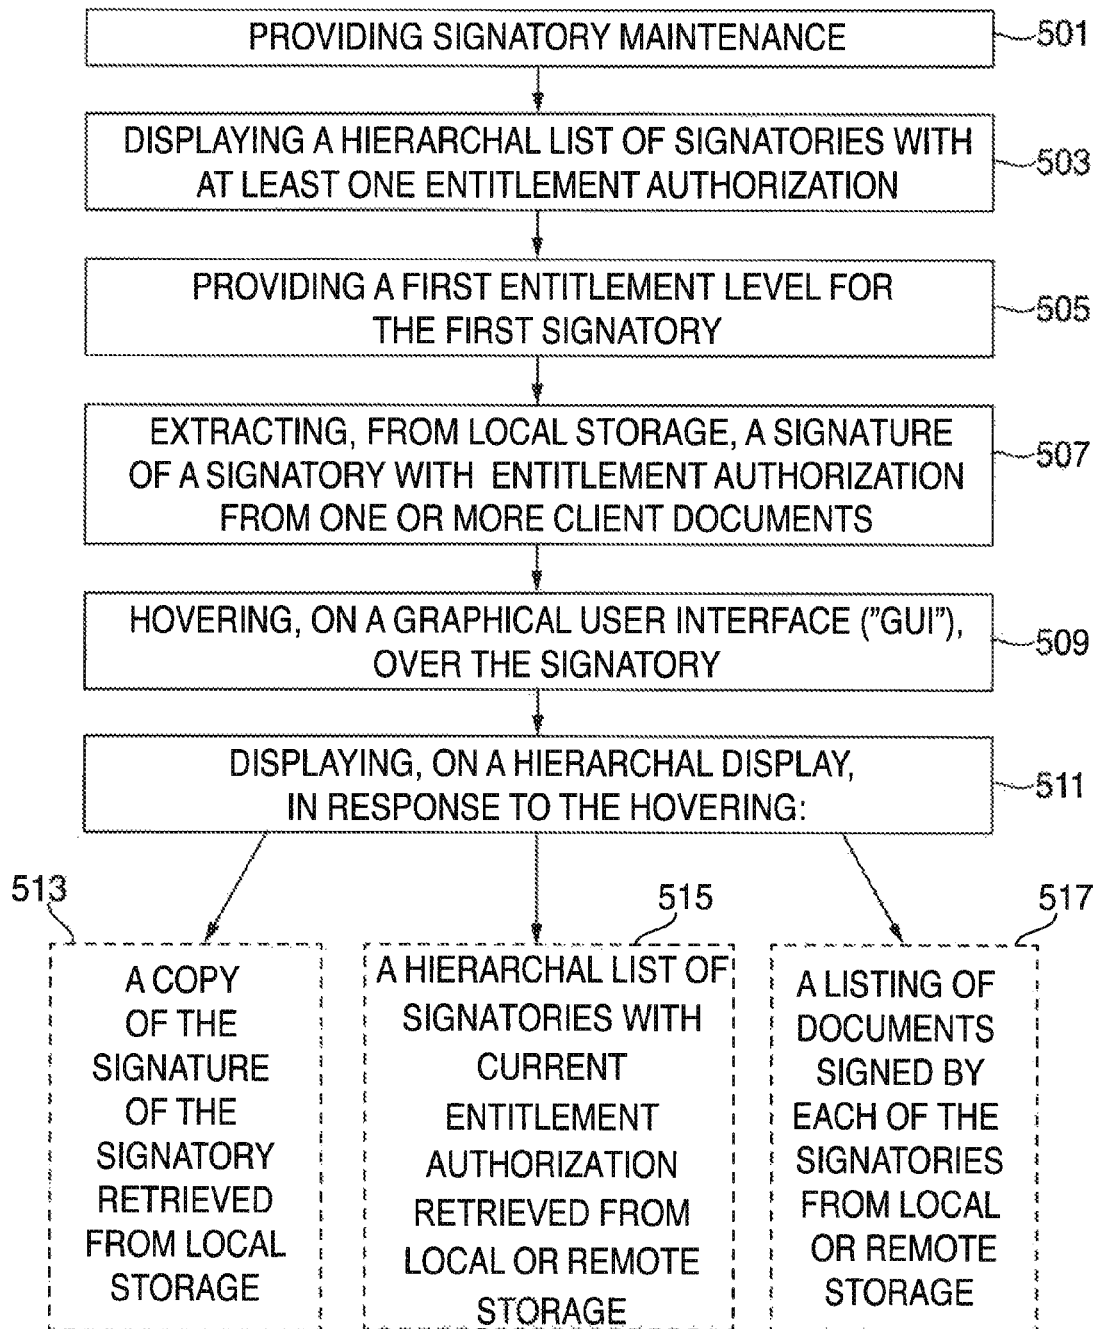 PROVIDING SIGNATORY MAINTENANCE
501
DISPLAYING A HIERARCHAL LIST OF SIGNATORIES WITH
AT LEAST ONE ENTITLEMENT AUTHORIZATION
503
PROVIDING A FIRST ENTITLEMENT LEVEL FOR
THE FIRST SIGNATORY
505
EXTRACTING, FROM LOCAL STORAGE, A SIGNATURE
OF A SIGNATORY WITH ENTITLEMENT AUTHORIZATION
FROM ONE OR MORE CLIENT DOCUMENTS
507
HOVERING, ON A GRAPHICAL USER INTERFACE ("GUI"),
OVER THE SIGNATORY
509
DISPLAYING, ON A HIERARCHAL DISPLAY,
IN RESPONSE TO THE HOVERING:
511
513
A COPY
OF THE
SIGNATURE
OF THE
SIGNATORY
RETRIEVED
FROM LOCAL
STORAGE
515
A HIERARCHAL LIST OF
SIGNATORIES WITH
CURRENT
ENTITLEMENT
AUTHORIZATION
RETRIEVED FROM
LOCAL OR REMOTE
STORAGE
517
A LISTING OF
DOCUMENTS
SIGNED BY
EACH OF THE
SIGNATORIES
FROM LOCAL
OR REMOTE
STORAGE